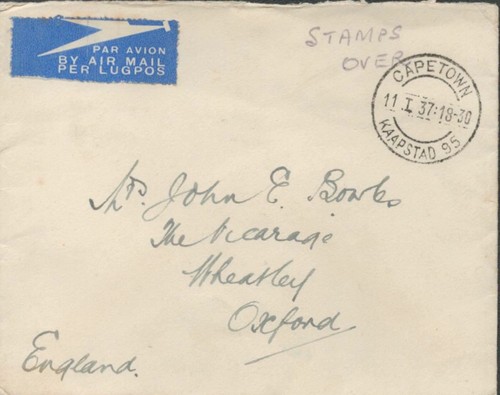 PAR AVION
BY AIR MAIL
PER LUGPOS
STAMPS
OVER
CAPETOWN
11 I 37:18-30
KAAPSTAD 95
Mrs. John E. Bowles
The Vicarage
Wheatley
Oxford
England.